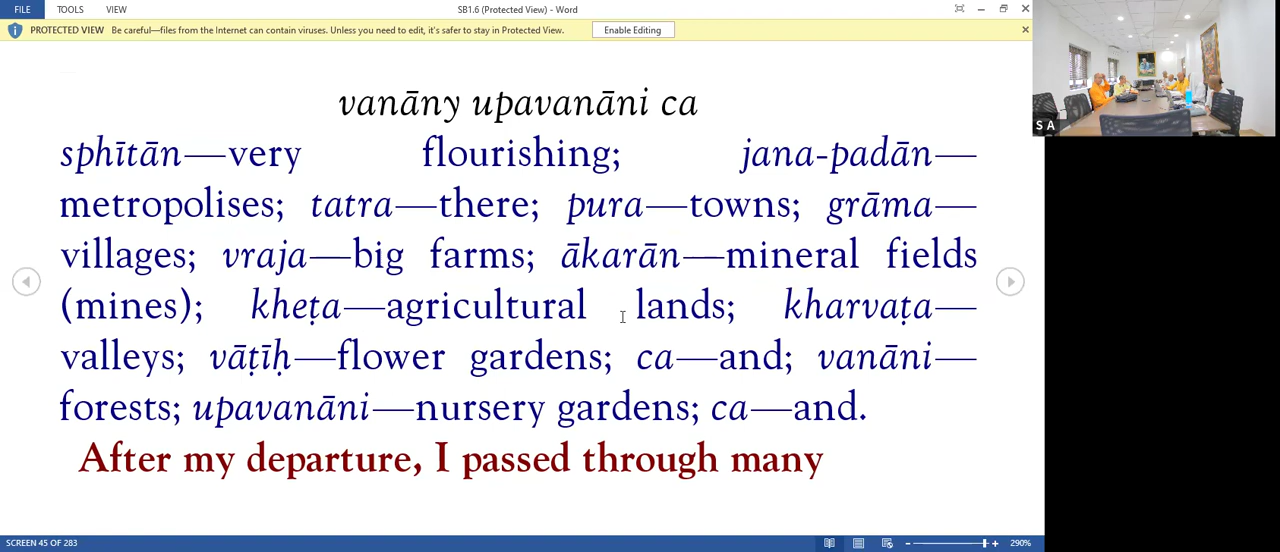 FILE TOOLS VIEW SB1.6 (Protected View) - Word
PROTECTED VIEW Be careful—files from the Internet can contain viruses. Unless you need to edit, it's safer to stay in Protected View. Enable Editing
vanāny upavanāni ca
sphītān—very flourishing; jana-padān—
metropolises; tatra—there; pura—towns; grāma—
villages; vraja—big farms; ākarān—mineral fields
(mines); kheṭa—agricultural lands; kharvaṭa—
valleys; vāṭīḥ—flower gardens; ca—and; vanāni—
forests; upavanāni—nursery gardens; ca—and.
After my departure, I passed through many
SCREEN 45 OF 283 290%
S A